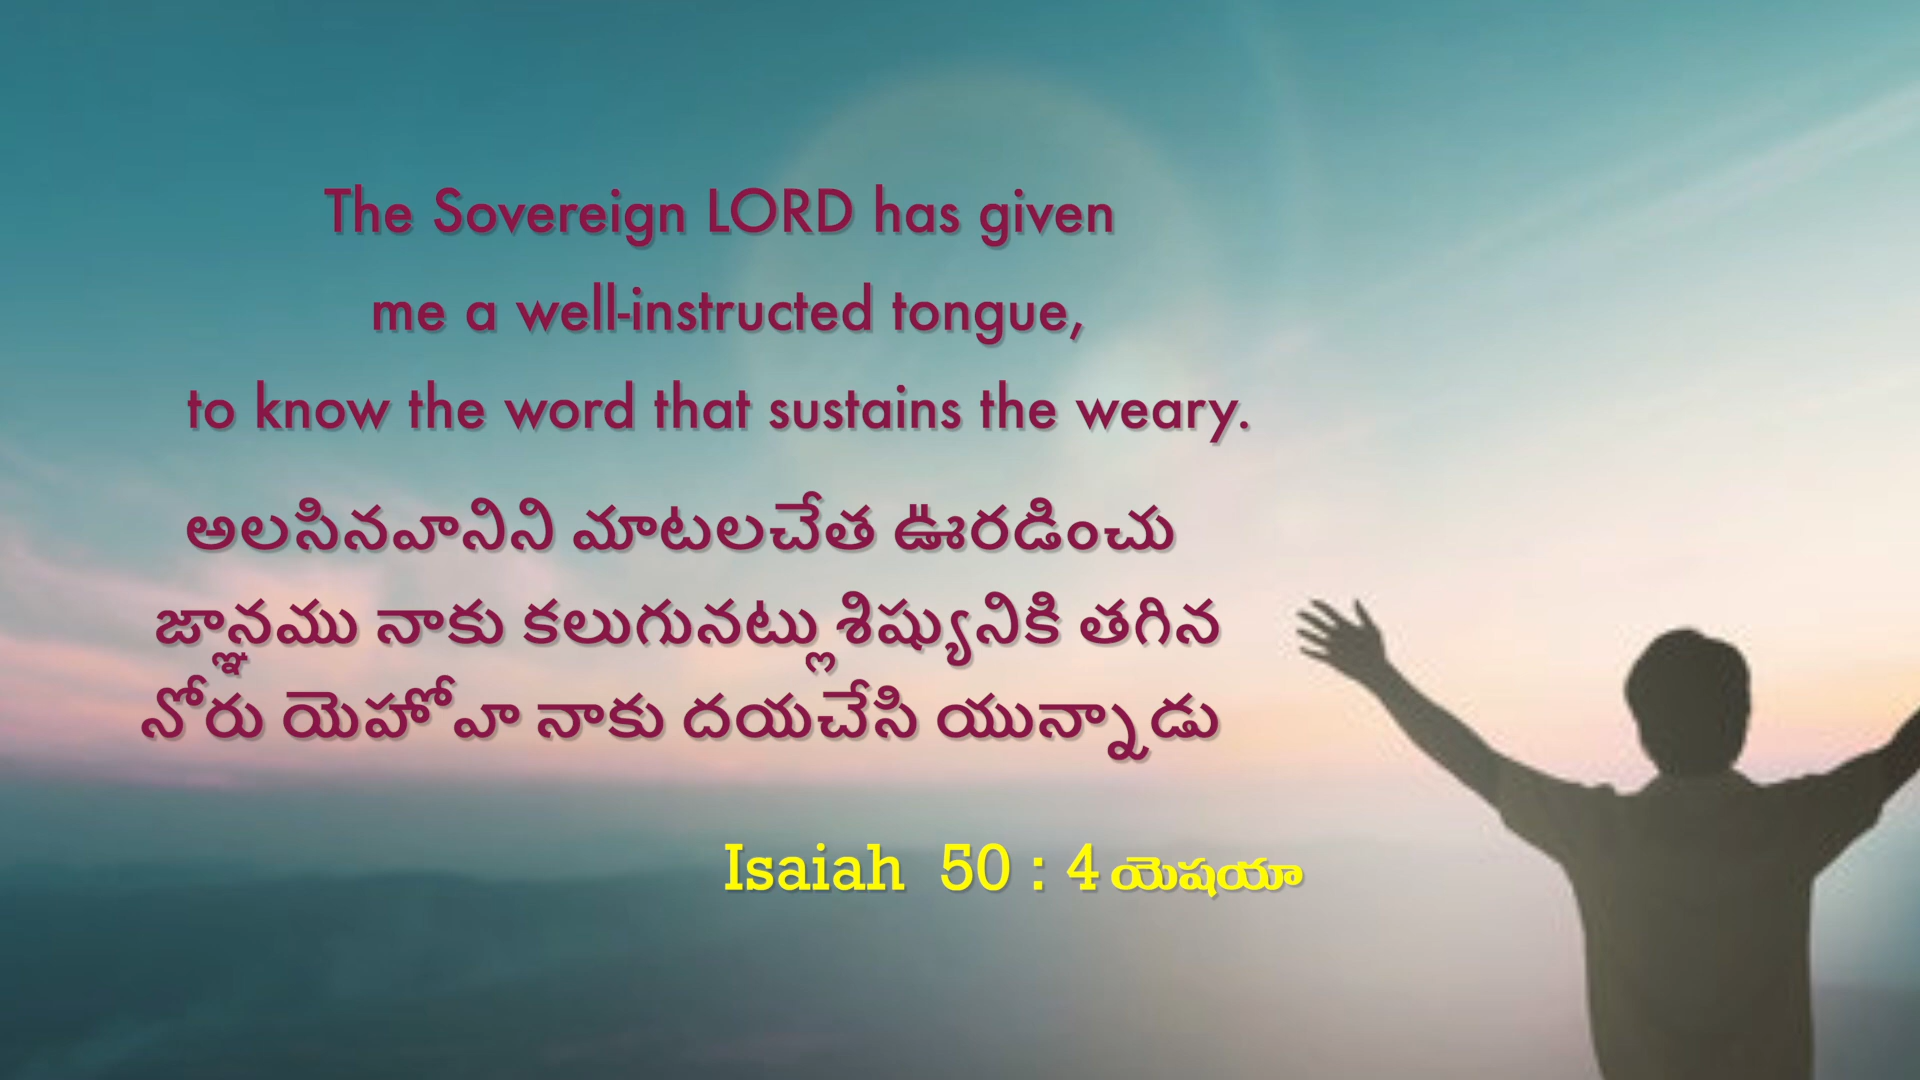 The Sovereign LORD has given
me a well-instructed tongue,
to know the word that sustains the weary.
అలసినవానిని మాటలచేత ఊరడించు
జ్ఞానము నాకు కలుగునట్లు శిష్యునికి తగిన
నోరు యెహోవా నాకు దయచేసి యున్నాడు
Isaiah 50 : 4 యెషయా